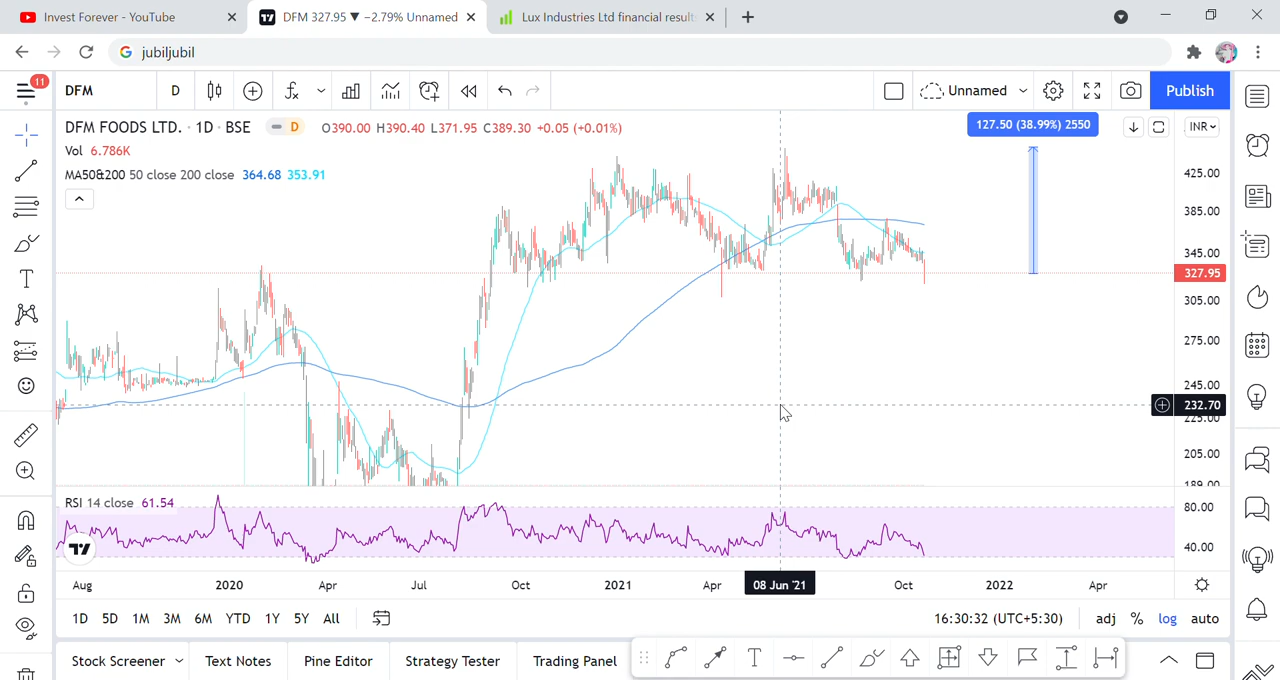 Invest Forever - YouTube
DFM 327.95 ▼ −2.79% Unnamed
Lux Industries Ltd financial result
jubiljubil
11
DFM
D
Unnamed
Publish
DFM FOODS LTD. · 1D · BSE
D
O390.00 H390.40 L371.95 C389.30 +0.05 (+0.01%)
127.50 (38.99%) 2550
INR
Vol 6.786K
MA50&200 50 close 200 close 364.68 353.91
425.00
385.00
345.00
327.95
305.00
275.00
245.00
232.70
225.00
205.00
189.00
RSI 14 close 61.54
80.00
40.00
Aug
2020
Apr
Jul
Oct
2021
Apr
08 Jun '21
Oct
2022
Apr
1D 5D 1M 3M 6M YTD 1Y 5Y All
16:30:32 (UTC+5:30)
adj % log auto
Stock Screener
Text Notes
Pine Editor
Strategy Tester
Trading Panel